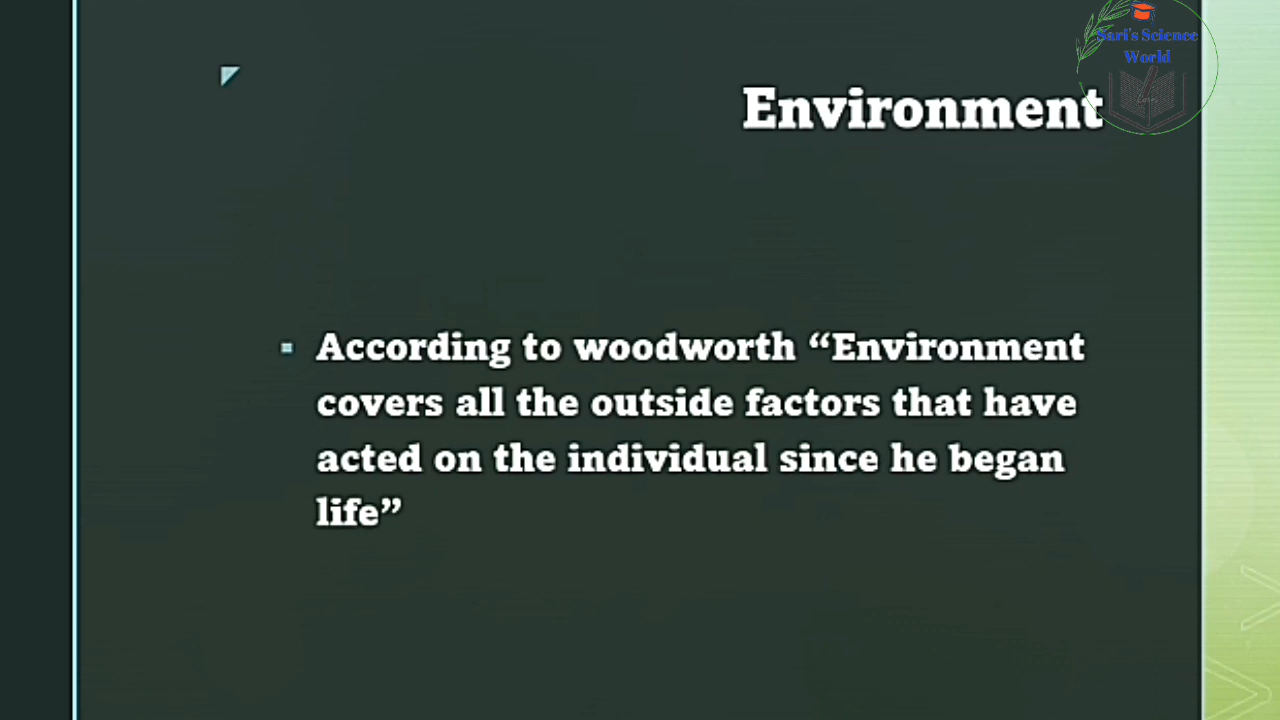 Sarl's Science
World
Environment
According to woodworth “Environment
covers all the outside factors that have
acted on the individual since he began
life”